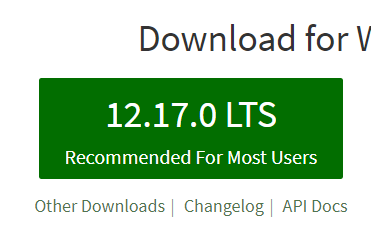 Download for
12.17.0 LTS
Recommended For Most Users
Other Downloads | Changelog | API Docs